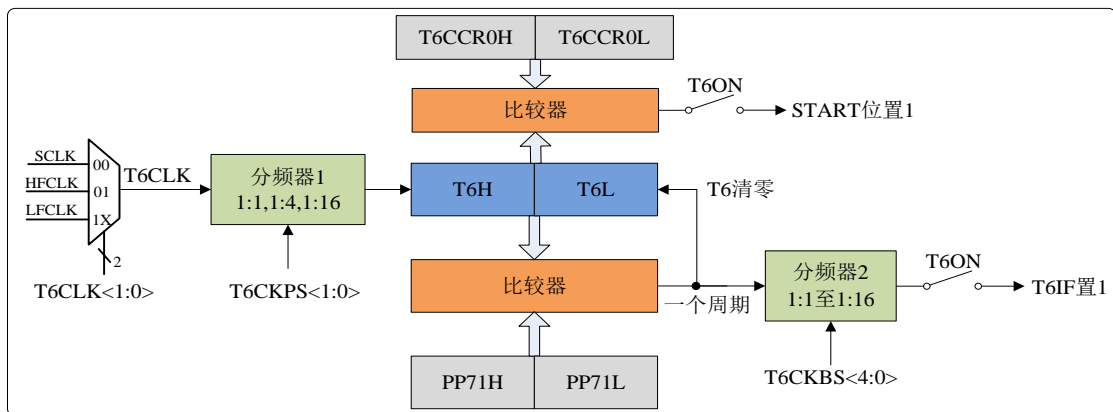 T6CCR0H T6CCR0L
比较器
T6ON
START位置1
SCLK
00
HFCLK
01
LFCLK
1X
T6CLK
2
T6CLK<1:0>
分频器1
1:1,1:4,1:16
T6CKPS<1:0>
T6H T6L
T6清零
比较器
一个周期
分频器2
1:1至1:16
T6ON
T6IF置1
T6CKBS<4:0>
PP71H PP71L